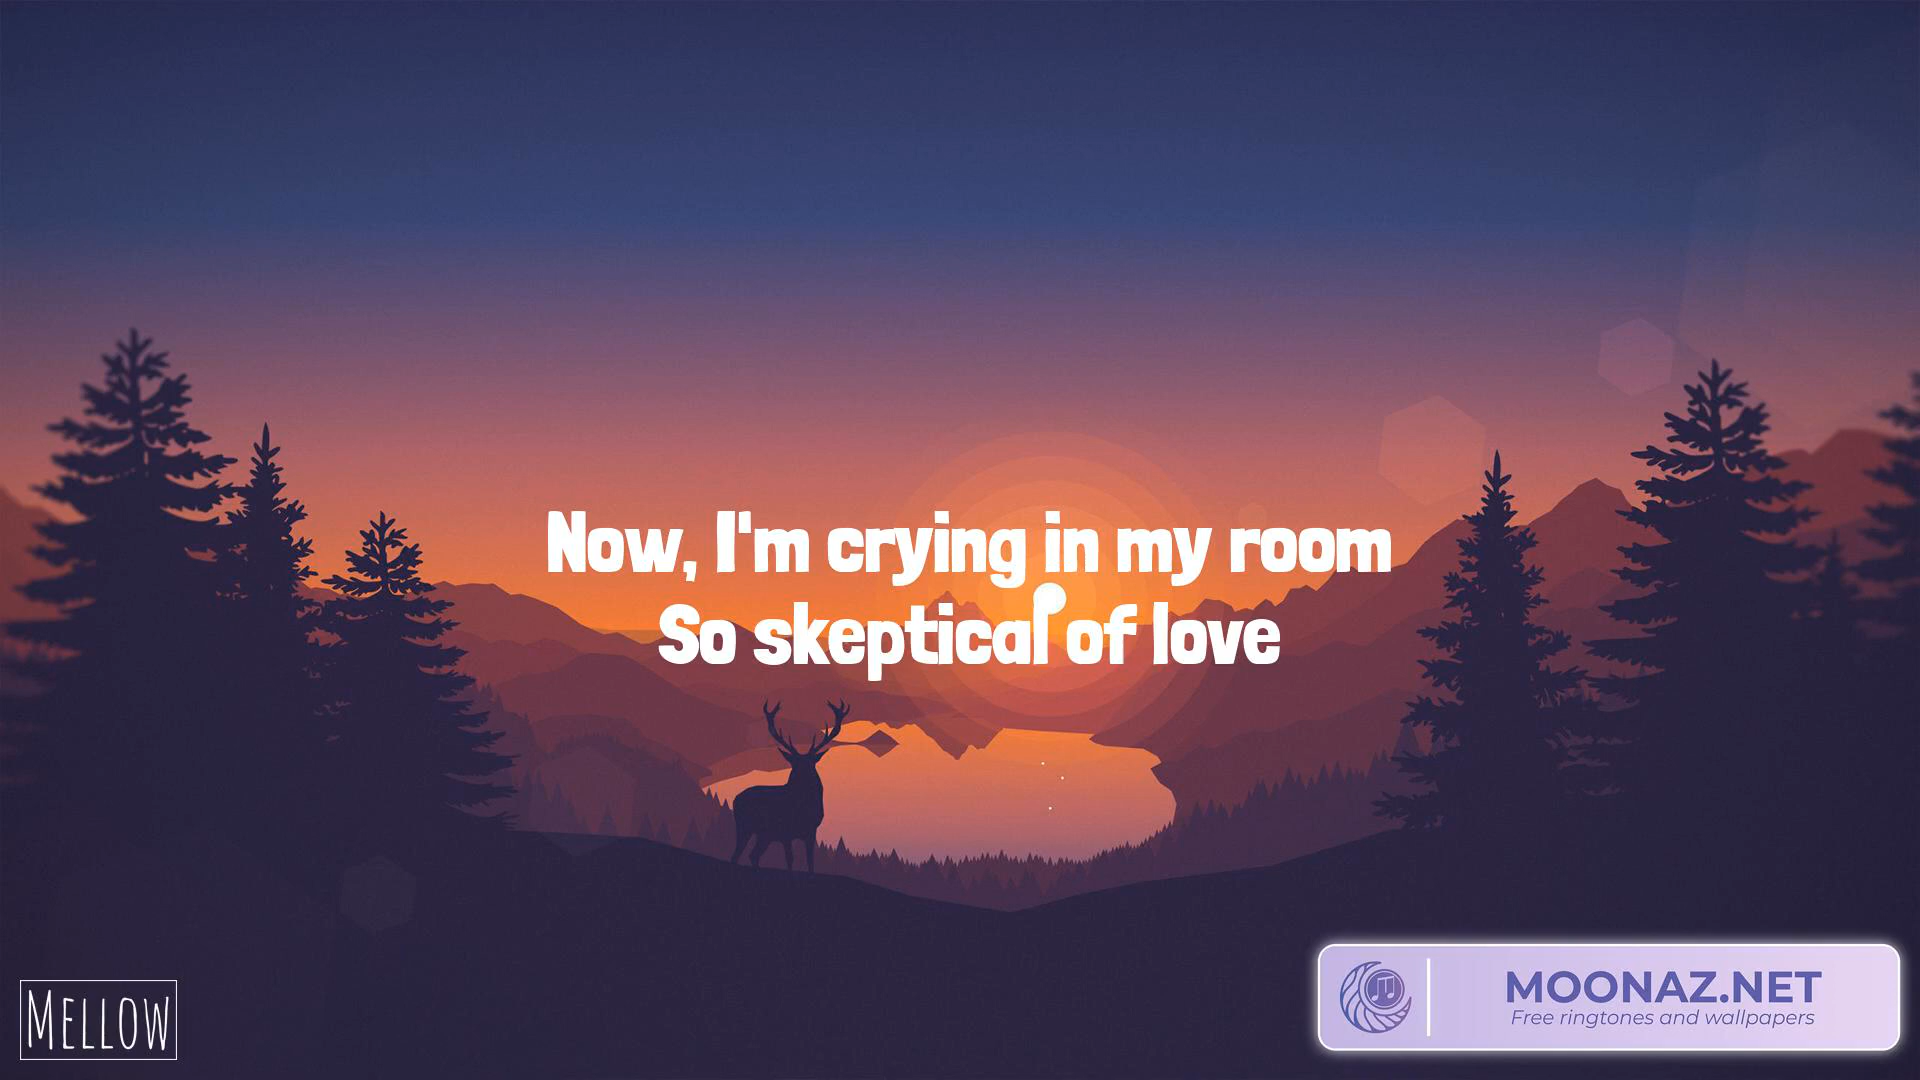 Now, I'm crying in my room
So skeptical of love
MELLOW
MOONAZ.NET
Free ringtones and wallpapers